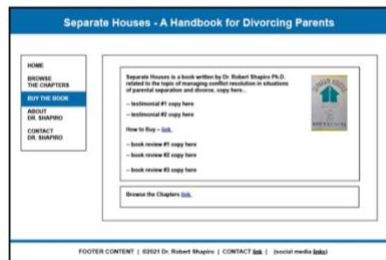 Separate Houses - A Handbook for Divorcing Parents
HOME
BROWSE
THE CHAPTERS
BUY THE BOOK
ABOUT
DR. SHAPIRO
CONTACT
DR. SHAPIRO
Separate Houses is a book written by Dr. Robert Shapiro Ph.D.
related to the topic of managing conflict resolution in situations
of parental separation and divorce, copy here...
-- testimonial #1 copy here
-- testimonial #2 copy here
How to Buy – link.
-- book review #1 copy here
-- book review #2 copy here
-- book review #3 copy here
Browse the Chapters link.
FOOTER CONTENT | ©2021 Dr. Robert Shapiro | CONTACT link | (social media links)